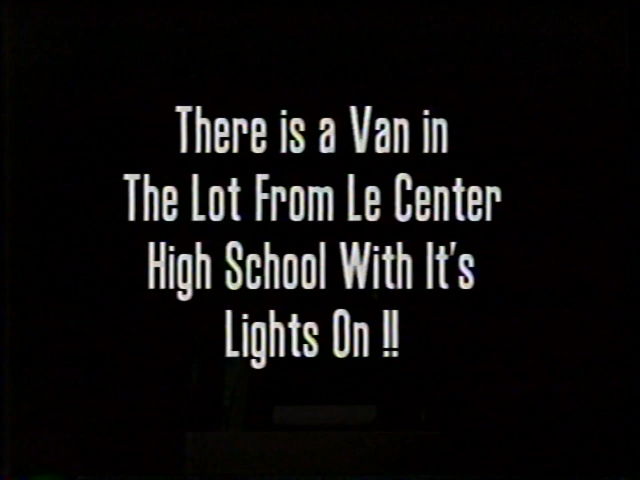 There is a Van in
The Lot From Le Center
High School With It's
Lights On !!